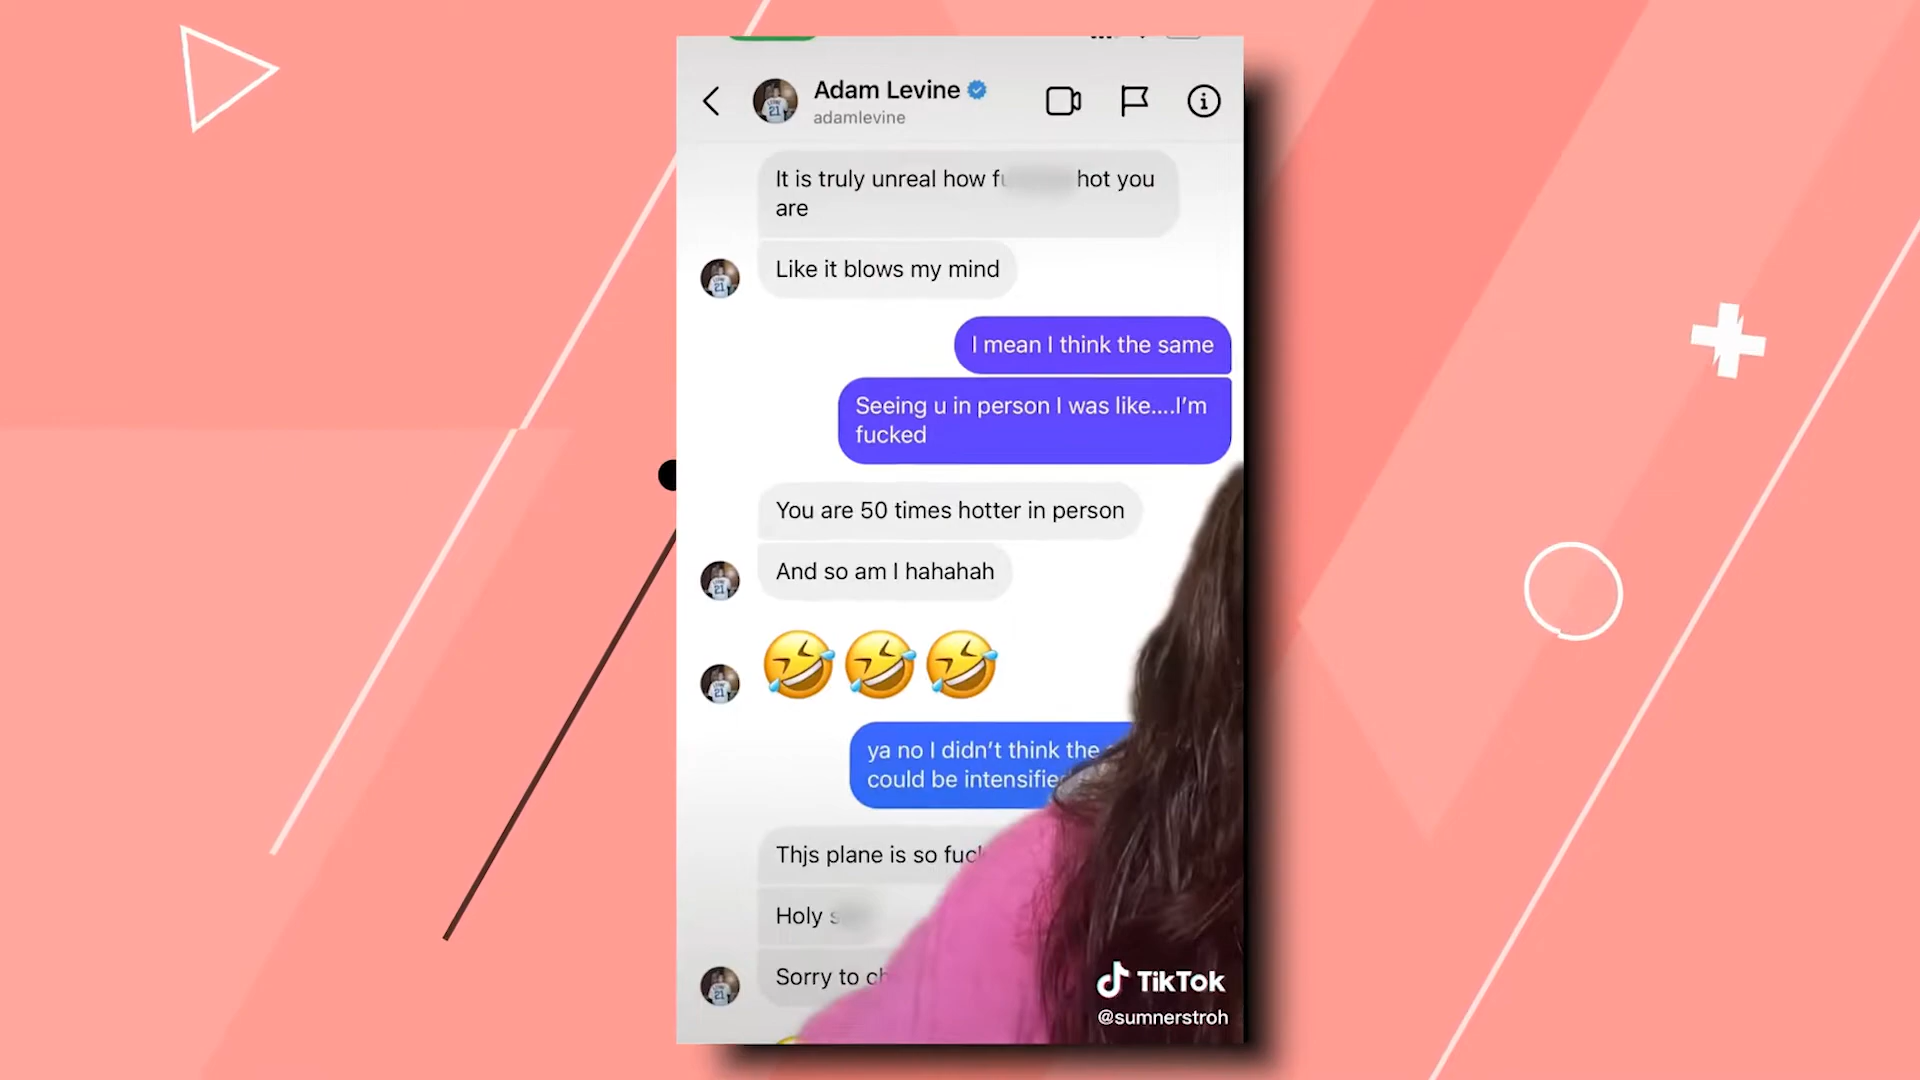 Adam Levine
adamlevine
It is truly unreal how hot you
are
Like it blows my mind
I mean I think the same
Seeing u in person I was like....I'm
fucked
You are 50 times hotter in person
And so am I hahahah
ya no I didn't think the
could be intensified
Thjs plane is so
Holy
Sorry to
TikTok
@sumnerstroh